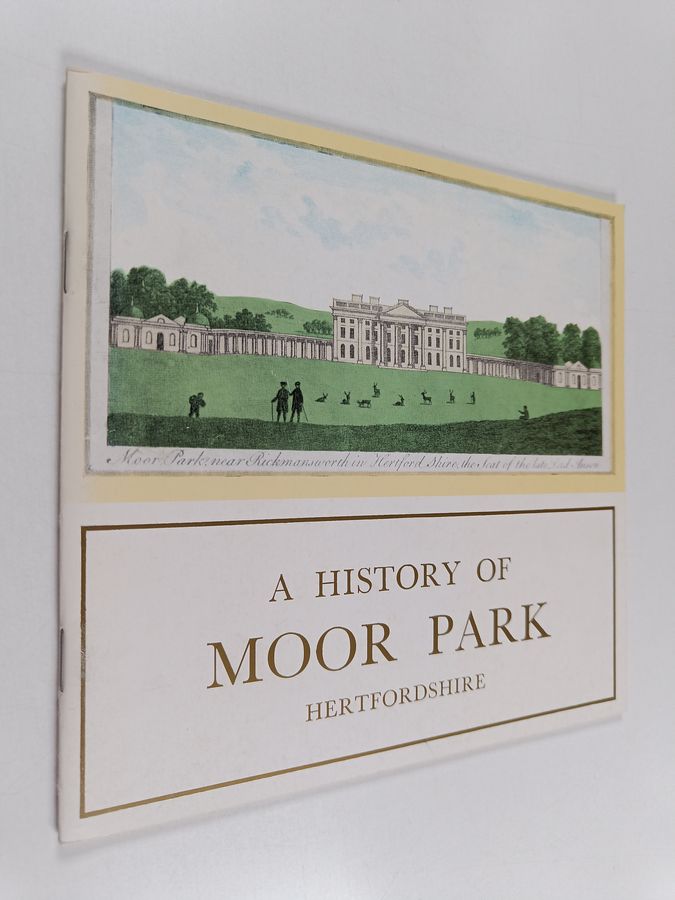 Moor Park, near Rickmansworth in Hertford Shire, the Seat of the late Lord Anson
A HISTORY OF
MOOR PARK
HERTFORDSHIRE